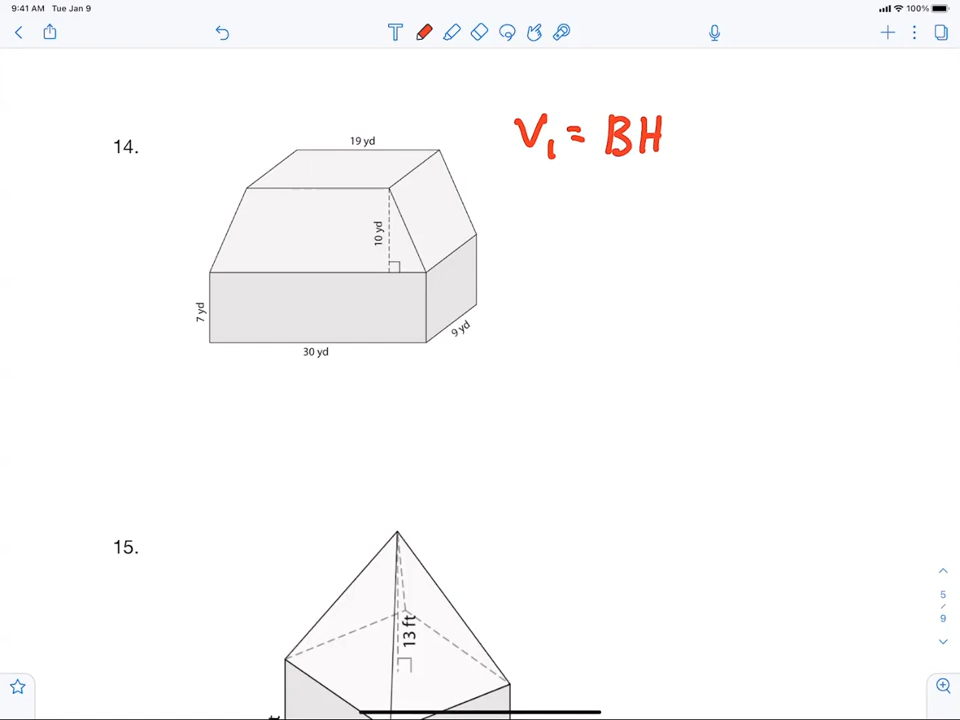 9:41 AM Tue Jan 9
100%
14.
19 yd
V₁ = BH
10 yd
7 yd
9 yd
30 yd
15.
13 ft
5
/
9
t